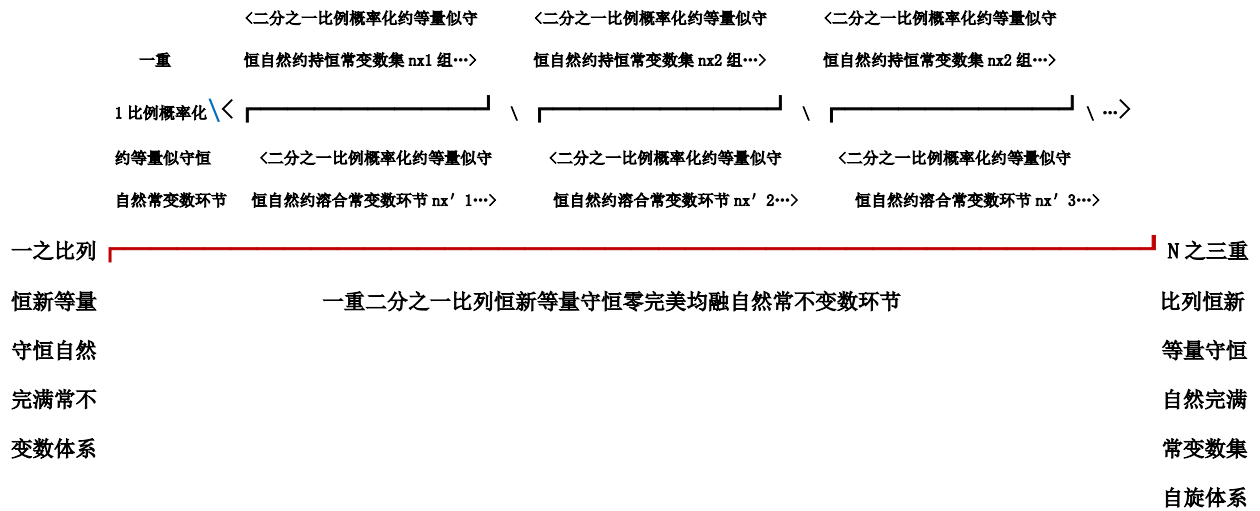 <二分之一比例概率化约等量似守 <二分之一比例概率化约等量似守 <二分之一比例概率化约等量似守
一重 恒自然约持恒常变数集 nx1 组…> 恒自然约持恒常变数集 nx2 组…> 恒自然约持恒常变数集 nx2 组…>
1 比例概率化\< \ \ \ …>
约等量似守恒 <二分之一比例概率化约等量似守 <二分之一比例概率化约等量似守 <二分之一比例概率化约等量似守
自然常变数环节 恒自然约溶合常变数环节 nx′1…> 恒自然约溶合常变数环节 nx′2…> 恒自然约溶合常变数环节 nx′3…>
一之比列 N 之三重
恒新等量 一重二分之一比列恒新等量守恒零完美均融自然常不变数环节 比列恒新
守恒自然 等量守恒
完满常不 自然完满
变数体系 常变数集
自旋体系